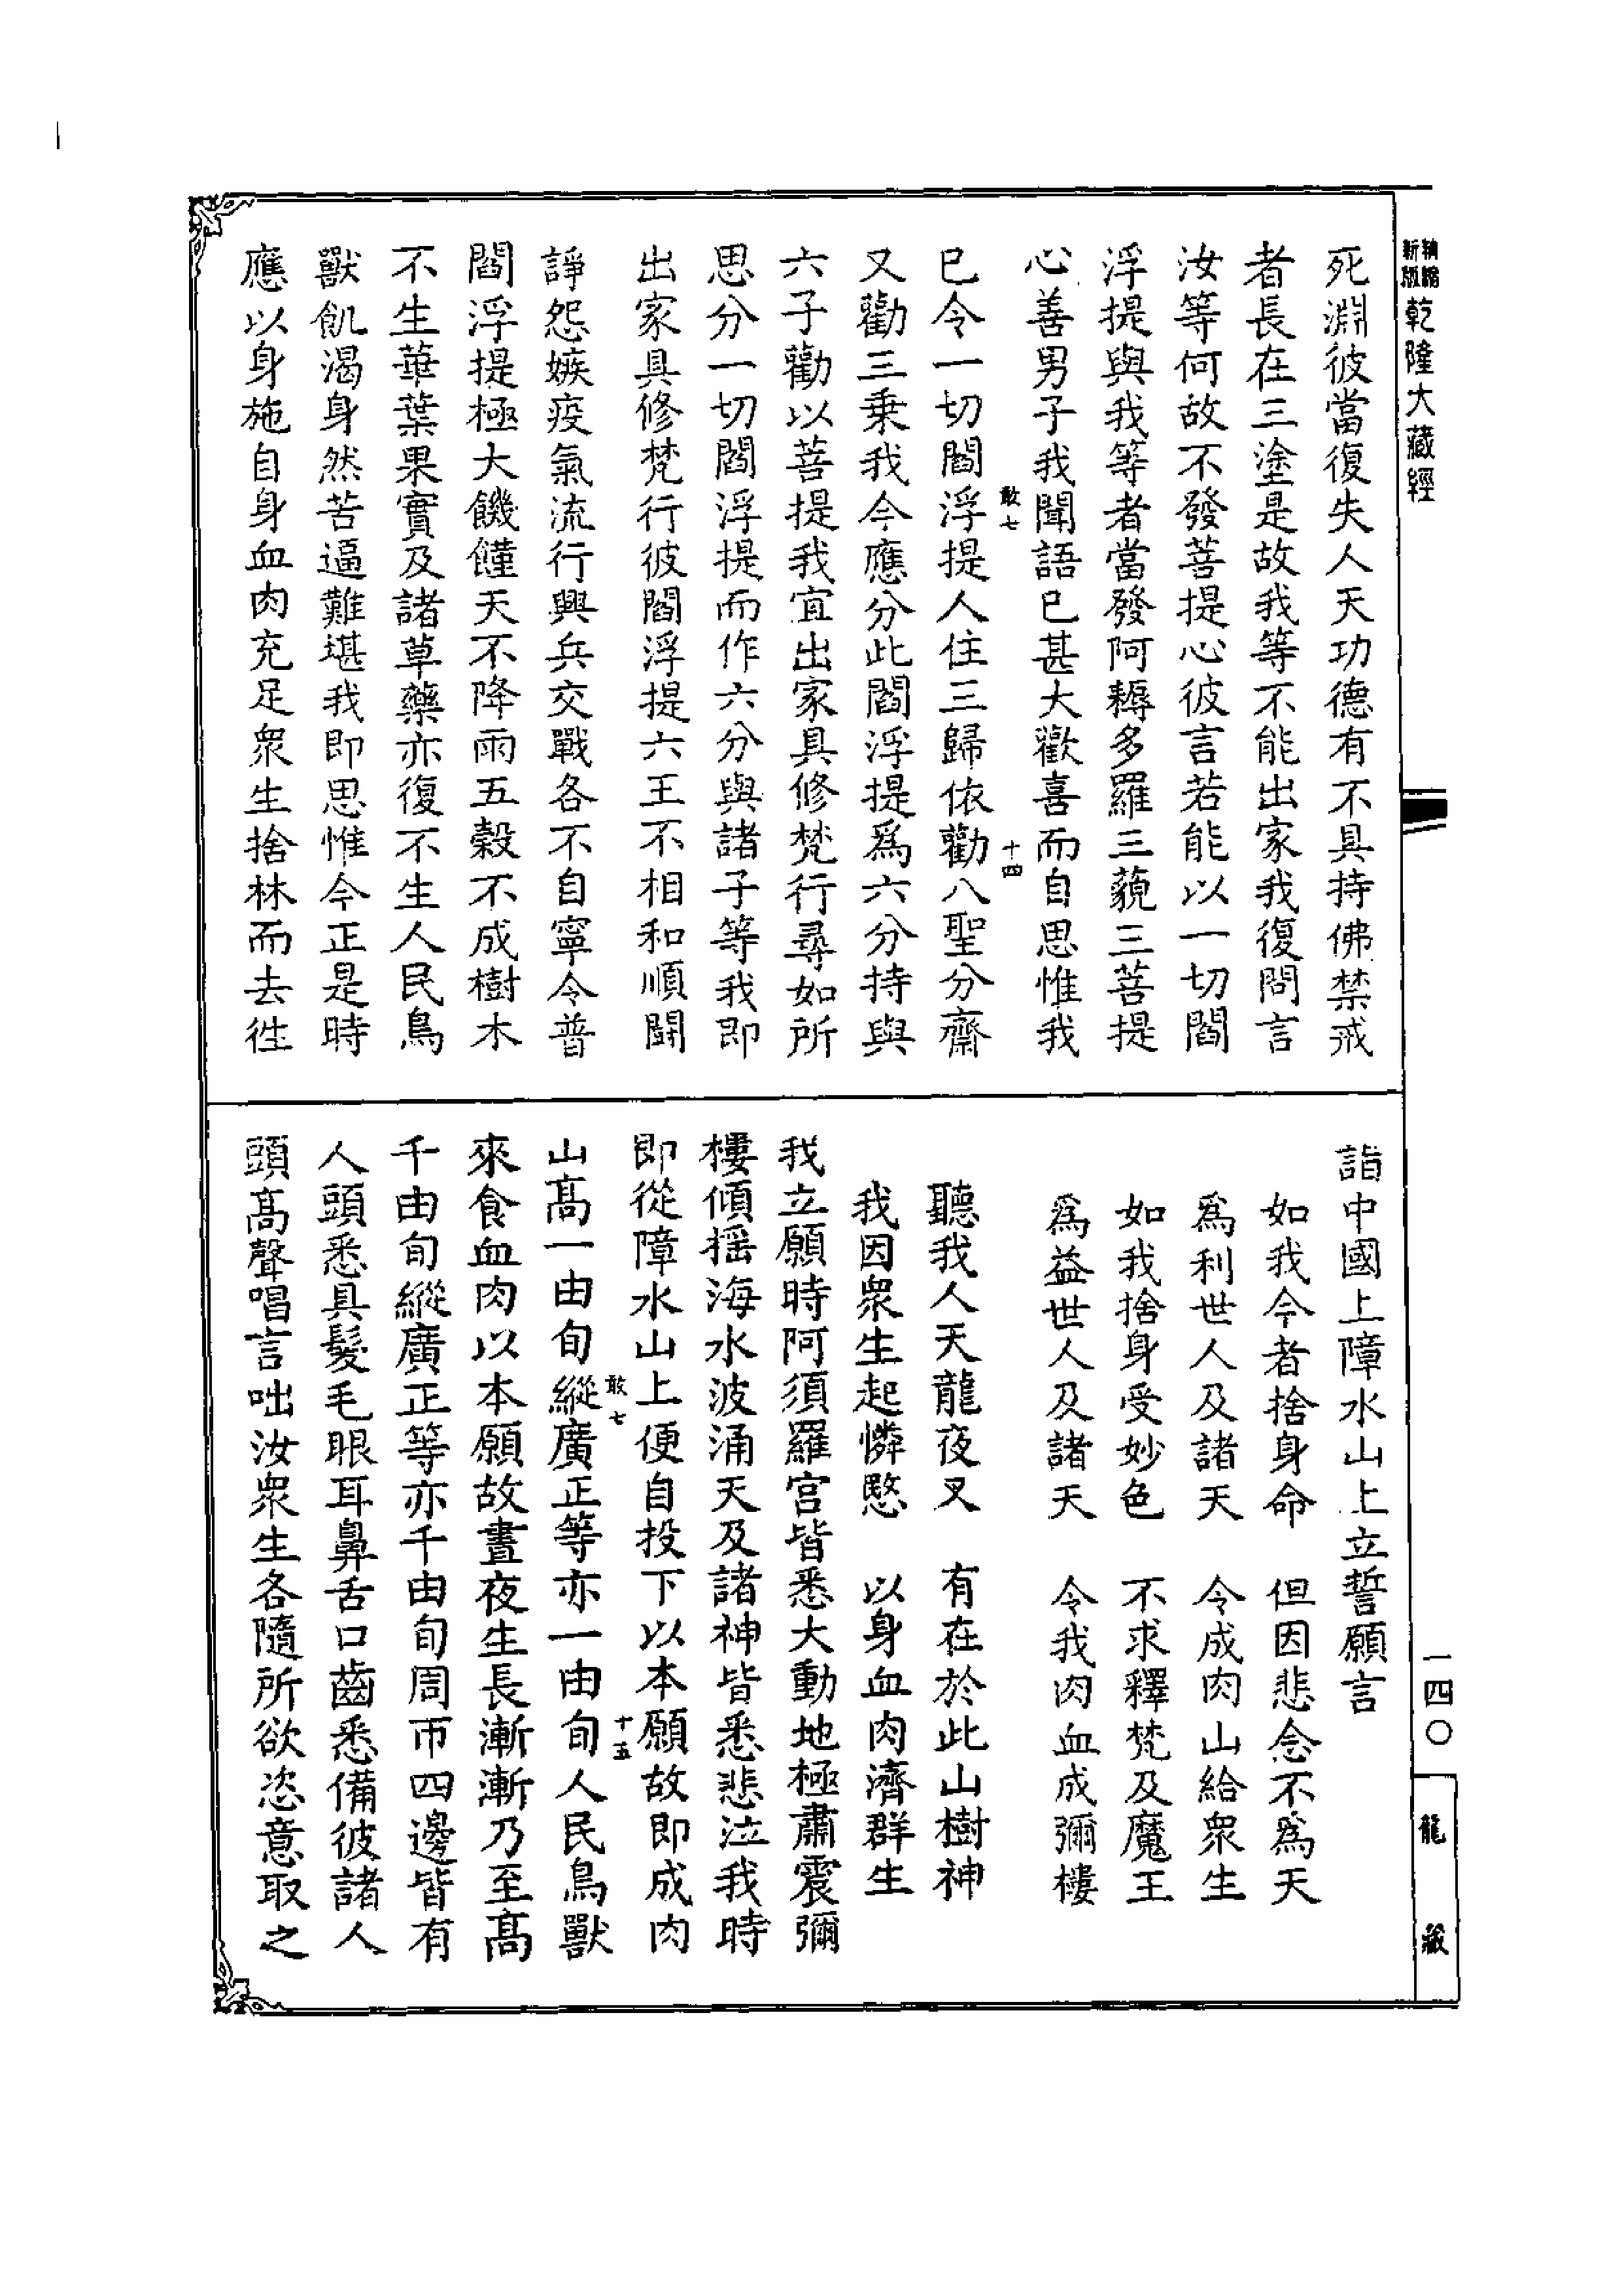 精縮新版乾隆大藏經
死淵彼當復失人天功德有不具持佛禁戒
者長在三塗是故我等不能出家我復問言
汝等何故不發菩提心彼言若能以一切閻
浮提與我等者當發阿耨多羅三藐三菩提
心善男子我聞語已甚大歡喜而自思惟我
敢七
十四
已令一切閻浮提人住三歸依勸八聖分齋
又勸三乘我今應分此閻浮提爲六分持與
六子勸以菩提我宜出家具修梵行尋如所
思分一切閻浮提而作六分與諸子等我即
出家具修梵行彼閻浮提六王不相和順鬪
諍怨嫉疫氣流行興兵交戰各不自寧令普
閻浮提極大饑饉天不降雨五穀不成樹木
不生華葉果實及諸草藥亦復不生人民鳥
獸飢渴身然苦逼難堪我即思惟今正是時
應以身施自身血肉充足衆生捨林而去徃
詣中國上障水山上立誓願言
如我今者捨身命　但因悲念不爲天
爲利世人及諸天　令成肉山給衆生
如我捨身受妙色　不求釋梵及魔王
爲益世人及諸天　令我肉血成彌樓
聽我人天龍夜叉　有在於此山樹神
我因衆生起憐愍　以身血肉濟群生
我立願時阿須羅宫皆悉大動地極肅震彌
樓傾揺海水波涌天及諸神皆悉悲泣我時
即從障水山上便自投下以本願故即成肉
敢七
十五
山髙一由旬縱廣正等亦一由旬人民鳥獸
來食血肉以本願故晝夜生長漸漸乃至髙
千由旬縱廣正等亦千由旬周帀四邊皆有
人頭悉具髮毛眼耳鼻舌口齒悉備彼諸人
頭髙聲唱言咄汝衆生各隨所欲恣意取之
一四〇
龍藏